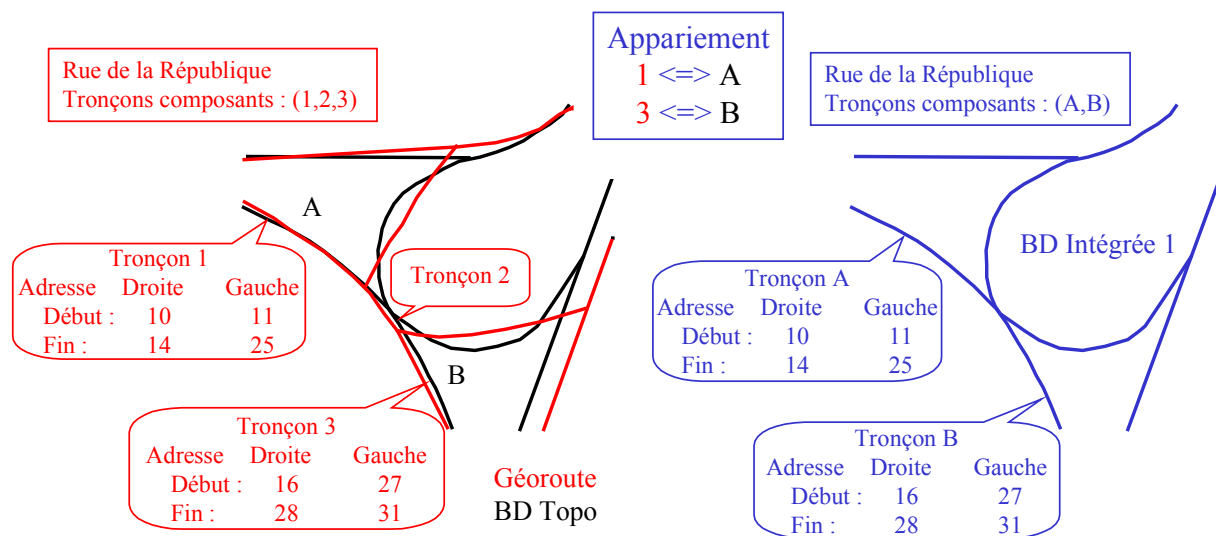 Rue de la République
Tronçons composants : (1,2,3)
Appariement
1 <=> A
3 <=> B
Rue de la République
Tronçons composants : (A,B)
A
Tronçon 1
Adresse Droite Gauche
Début : 10 11
Fin : 14 25
Tronçon 2
B
Tronçon 3
Adresse Droite Gauche
Début : 16 27
Fin : 28 31
Géoroute
BD Topo
BD Intégrée 1
Tronçon A
Adresse Droite Gauche
Début : 10 11
Fin : 14 25
Tronçon B
Adresse Droite Gauche
Début : 16 27
Fin : 28 31